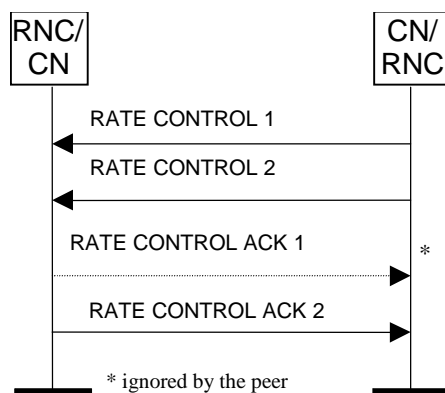 RNC/
CN
CN/
RNC
RATE CONTROL 1
RATE CONTROL 2
RATE CONTROL ACK 1
*
RATE CONTROL ACK 2
* ignored by the peer